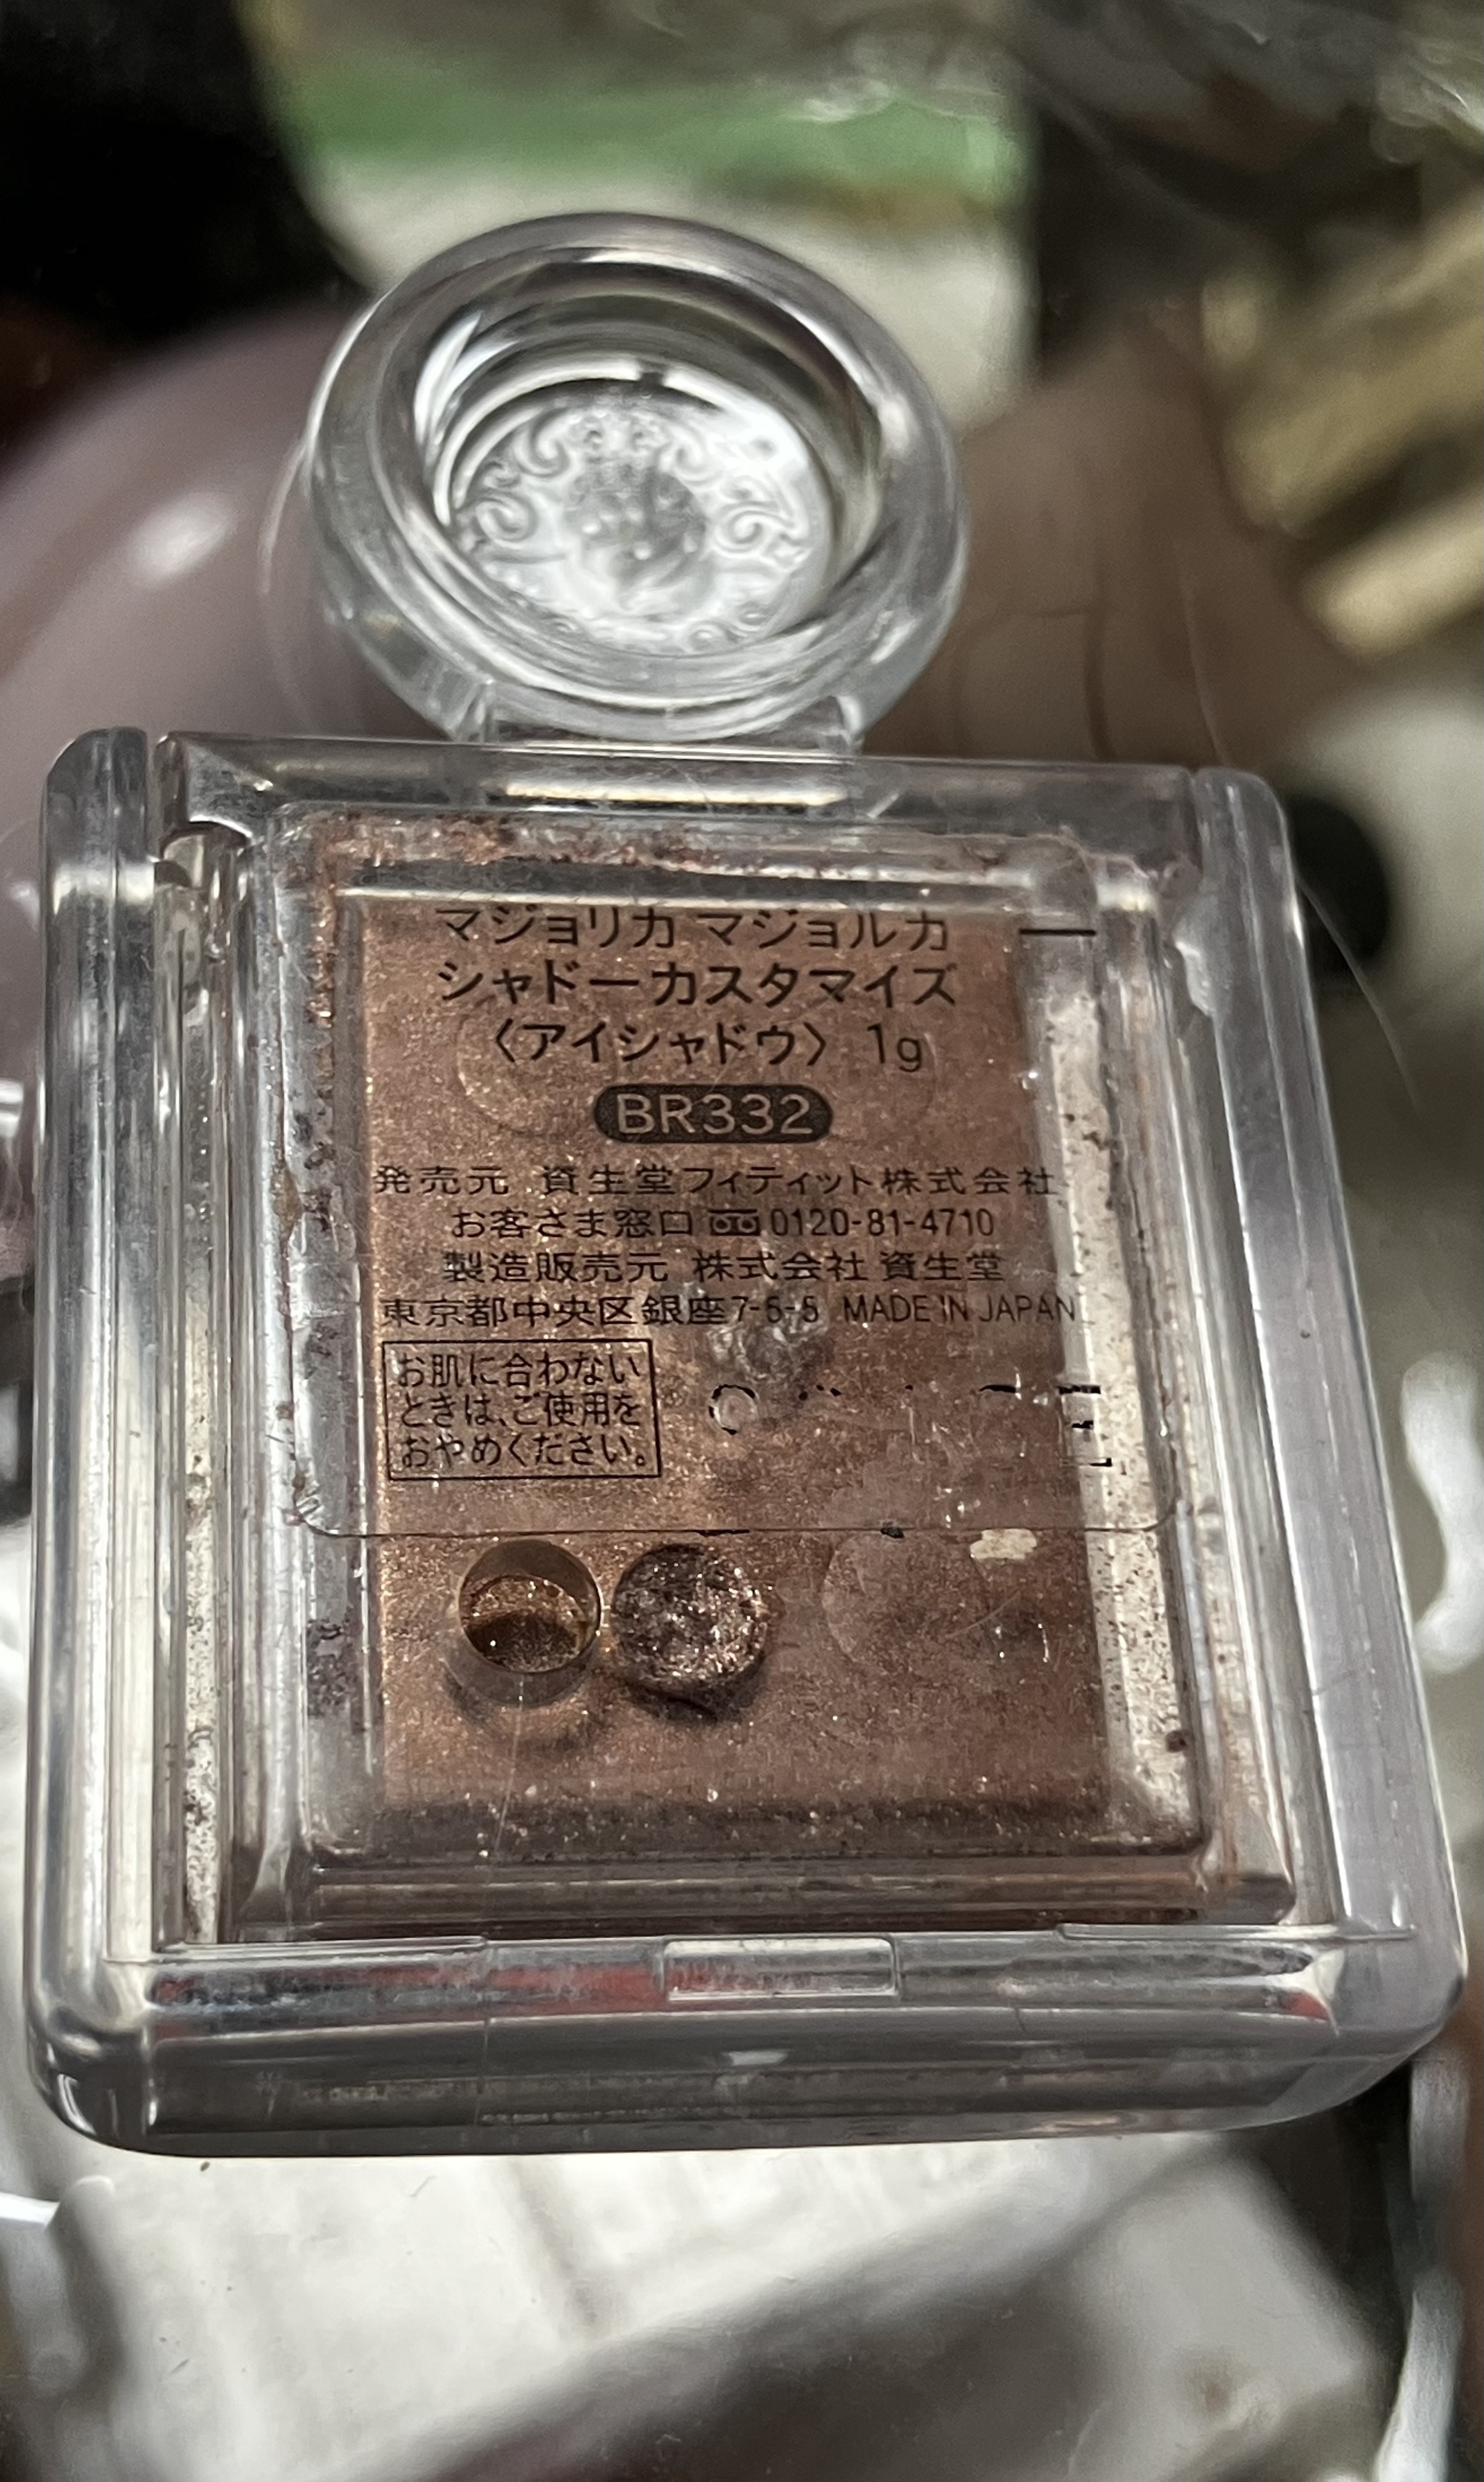 マジョリカ マジョルカ
シャドーカスタマイズ
〈アイシャドウ〉 1g
BR332
発売元 資生堂フィティット株式会社
お客さま窓口 0120-81-4710
製造販売元 株式会社 資生堂
東京都中央区銀座7-5-5 MADE IN JAPAN
お肌に合わない
ときは、ご使用を
おやめください。